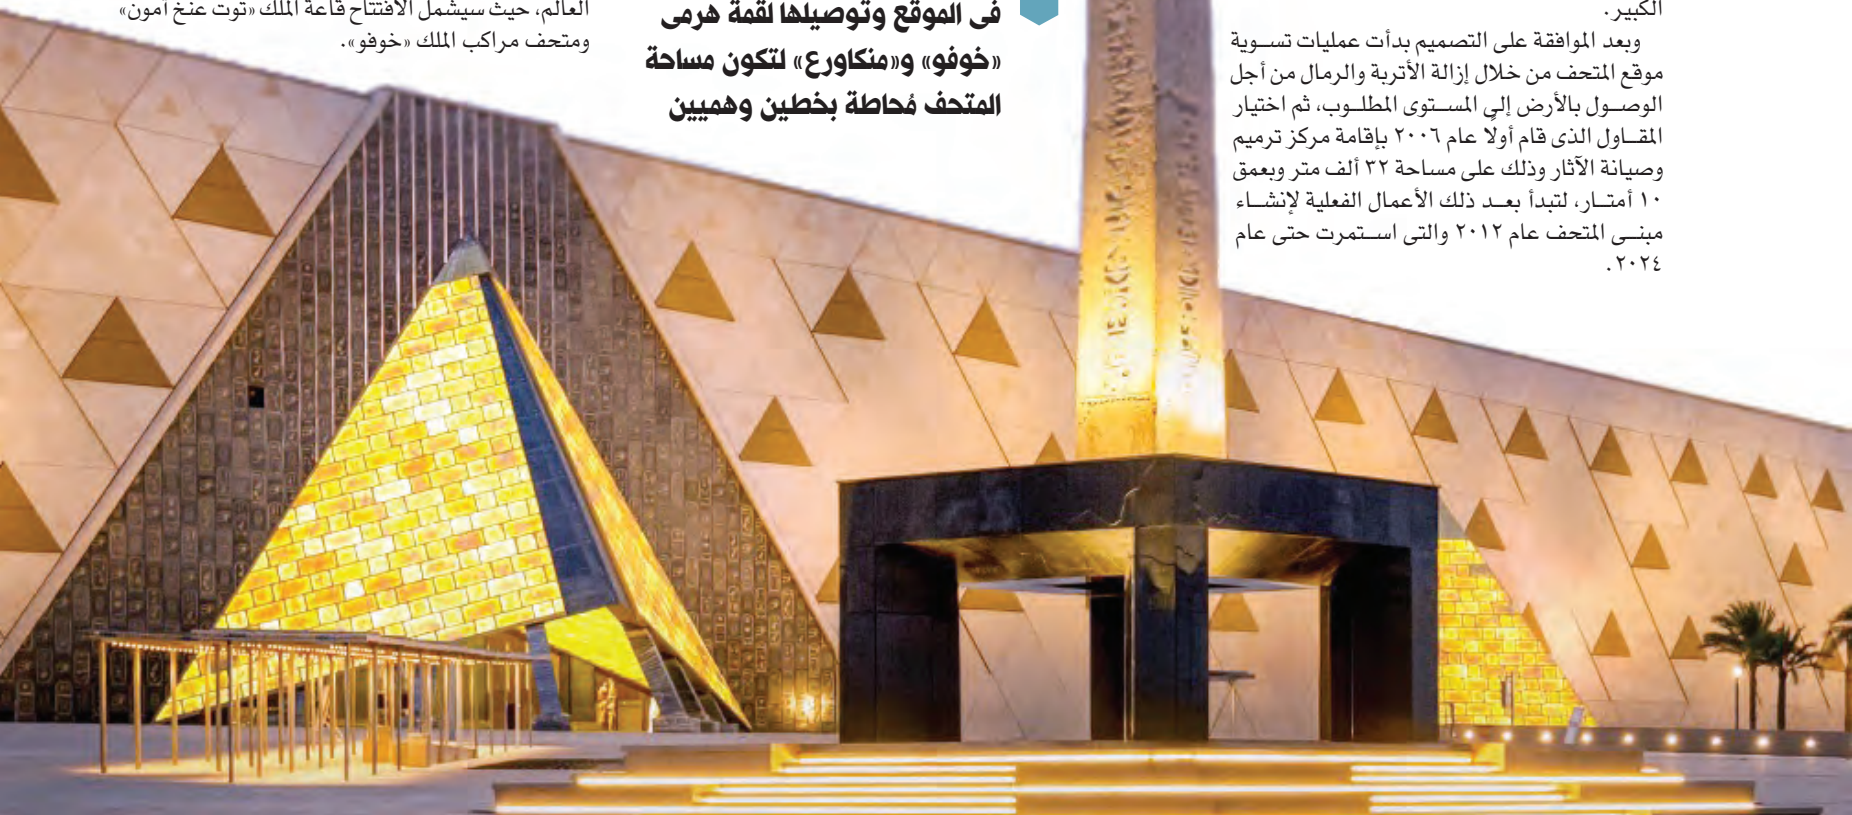 الكبير.
وبعد الموافقة على التصميم بدأت عمليات تسوية
موقع المتحف من خلال إزالة الأتربة والرمال من أجل
الوصول بالأرض إلى المستوى المطلوب، ثم اختيار
المقاول الذى قام أولًا عام ٢٠٠٦ بإقامة مركز ترميم
وصيانة الآثار وذلك على مساحة ٣٢ ألف متر وبعمق
١٠ أمتار، لتبدأ بعد ذلك الأعمال الفعلية لإنشاء
مبنى المتحف عام ٢٠١٢ والتى استمرت حتى عام
٢٠٢٤.
فى الموقع وتوصيلها لقمة هرمى
«خوفو» و«منكاورع» لتكون مساحة
المتحف مُحاطة بخطين وهميين
العالم، حيث سيشمل الافتتاح قاعة الملك «توت عنخ آمون»
ومتحف مراكب الملك «خوفو».